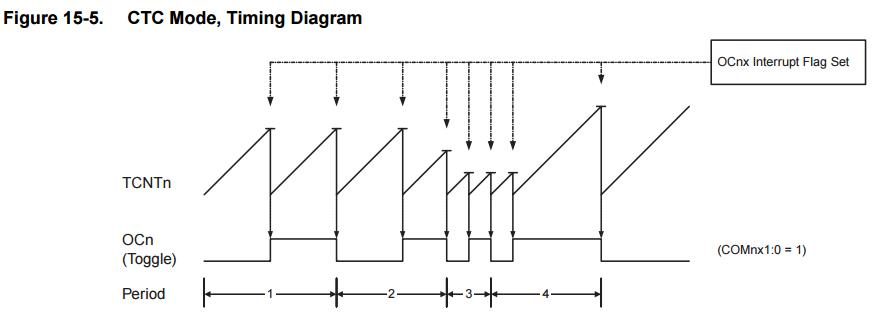 Figure 15-5. CTC Mode, Timing Diagram
OCnx Interrupt Flag Set
TCNTn
OCn
(Toggle)
(COMnx1:0 = 1)
Period
1
2
3
4